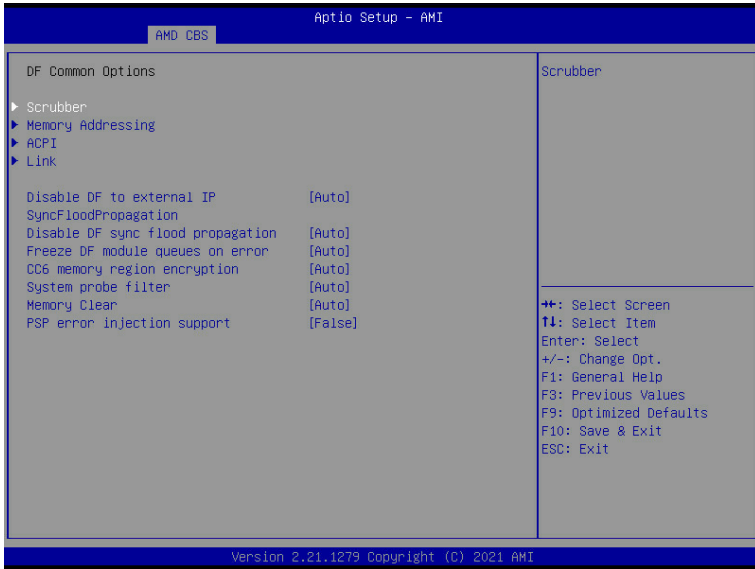 Aptio Setup – AMI
AMD CBS
DF Common Options
Scrubber
Memory Addressing
ACPI
Link
Disable DF to external IP [Auto]
SyncFloodPropagation
Disable DF sync flood propagation [Auto]
Freeze DF module queues on error [Auto]
CC6 memory region encryption [Auto]
System probe filter [Auto]
Memory Clear [Auto]
PSP error injection support [False]
Scrubber
→←: Select Screen
↑↓: Select Item
Enter: Select
+/-: Change Opt.
F1: General Help
F3: Previous Values
F9: Optimized Defaults
F10: Save & Exit
ESC: Exit
Version 2.21.1279 Copyright (C) 2021 AMI